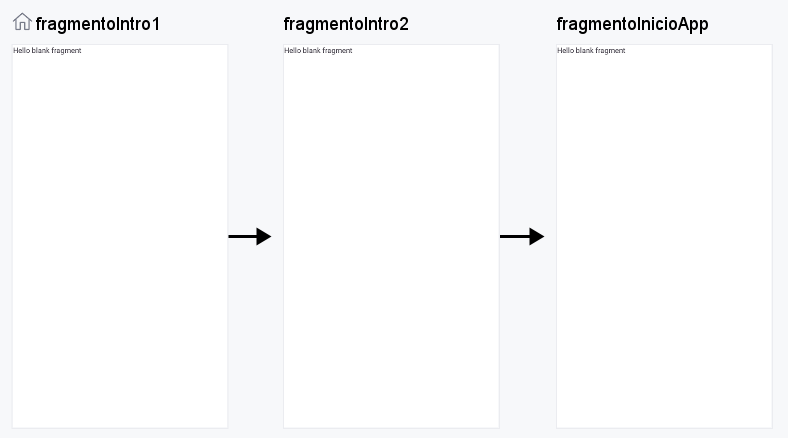 fragmentoIntro1
fragmentoIntro2
fragmentoInicioApp
Hello blank fragment
Hello blank fragment
Hello blank fragment